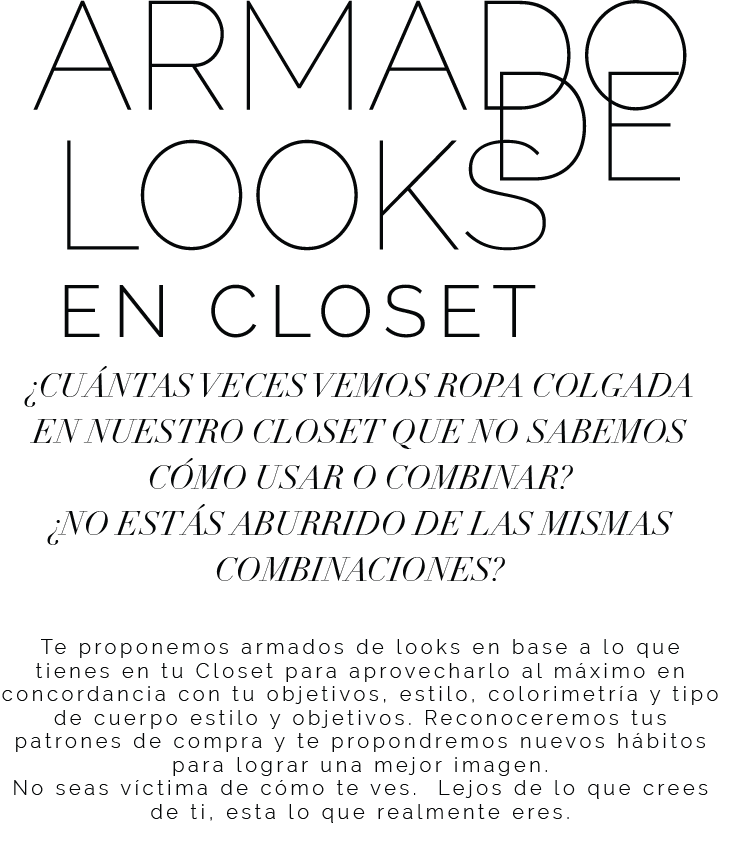 ARMADO
DE
LOOKS
EN CLOSET
¿CUÁNTAS VECES VEMOS ROPA COLGADA
EN NUESTRO CLOSET QUE NO SABEMOS
CÓMO USAR O COMBINAR?
¿NO ESTÁS ABURRIDO DE LAS MISMAS
COMBINACIONES?
Te proponemos armados de looks en base a lo que
tienes en tu Closet para aprovecharlo al máximo en
concordancia con tu objetivos, estilo, colorimetría y tipo
de cuerpo estilo y objetivos. Reconoceremos tus
patrones de compra y te propondremos nuevos hábitos
para lograr una mejor imagen.
No seas víctima de cómo te ves.  Lejos de lo que crees
de ti, esta lo que realmente eres.